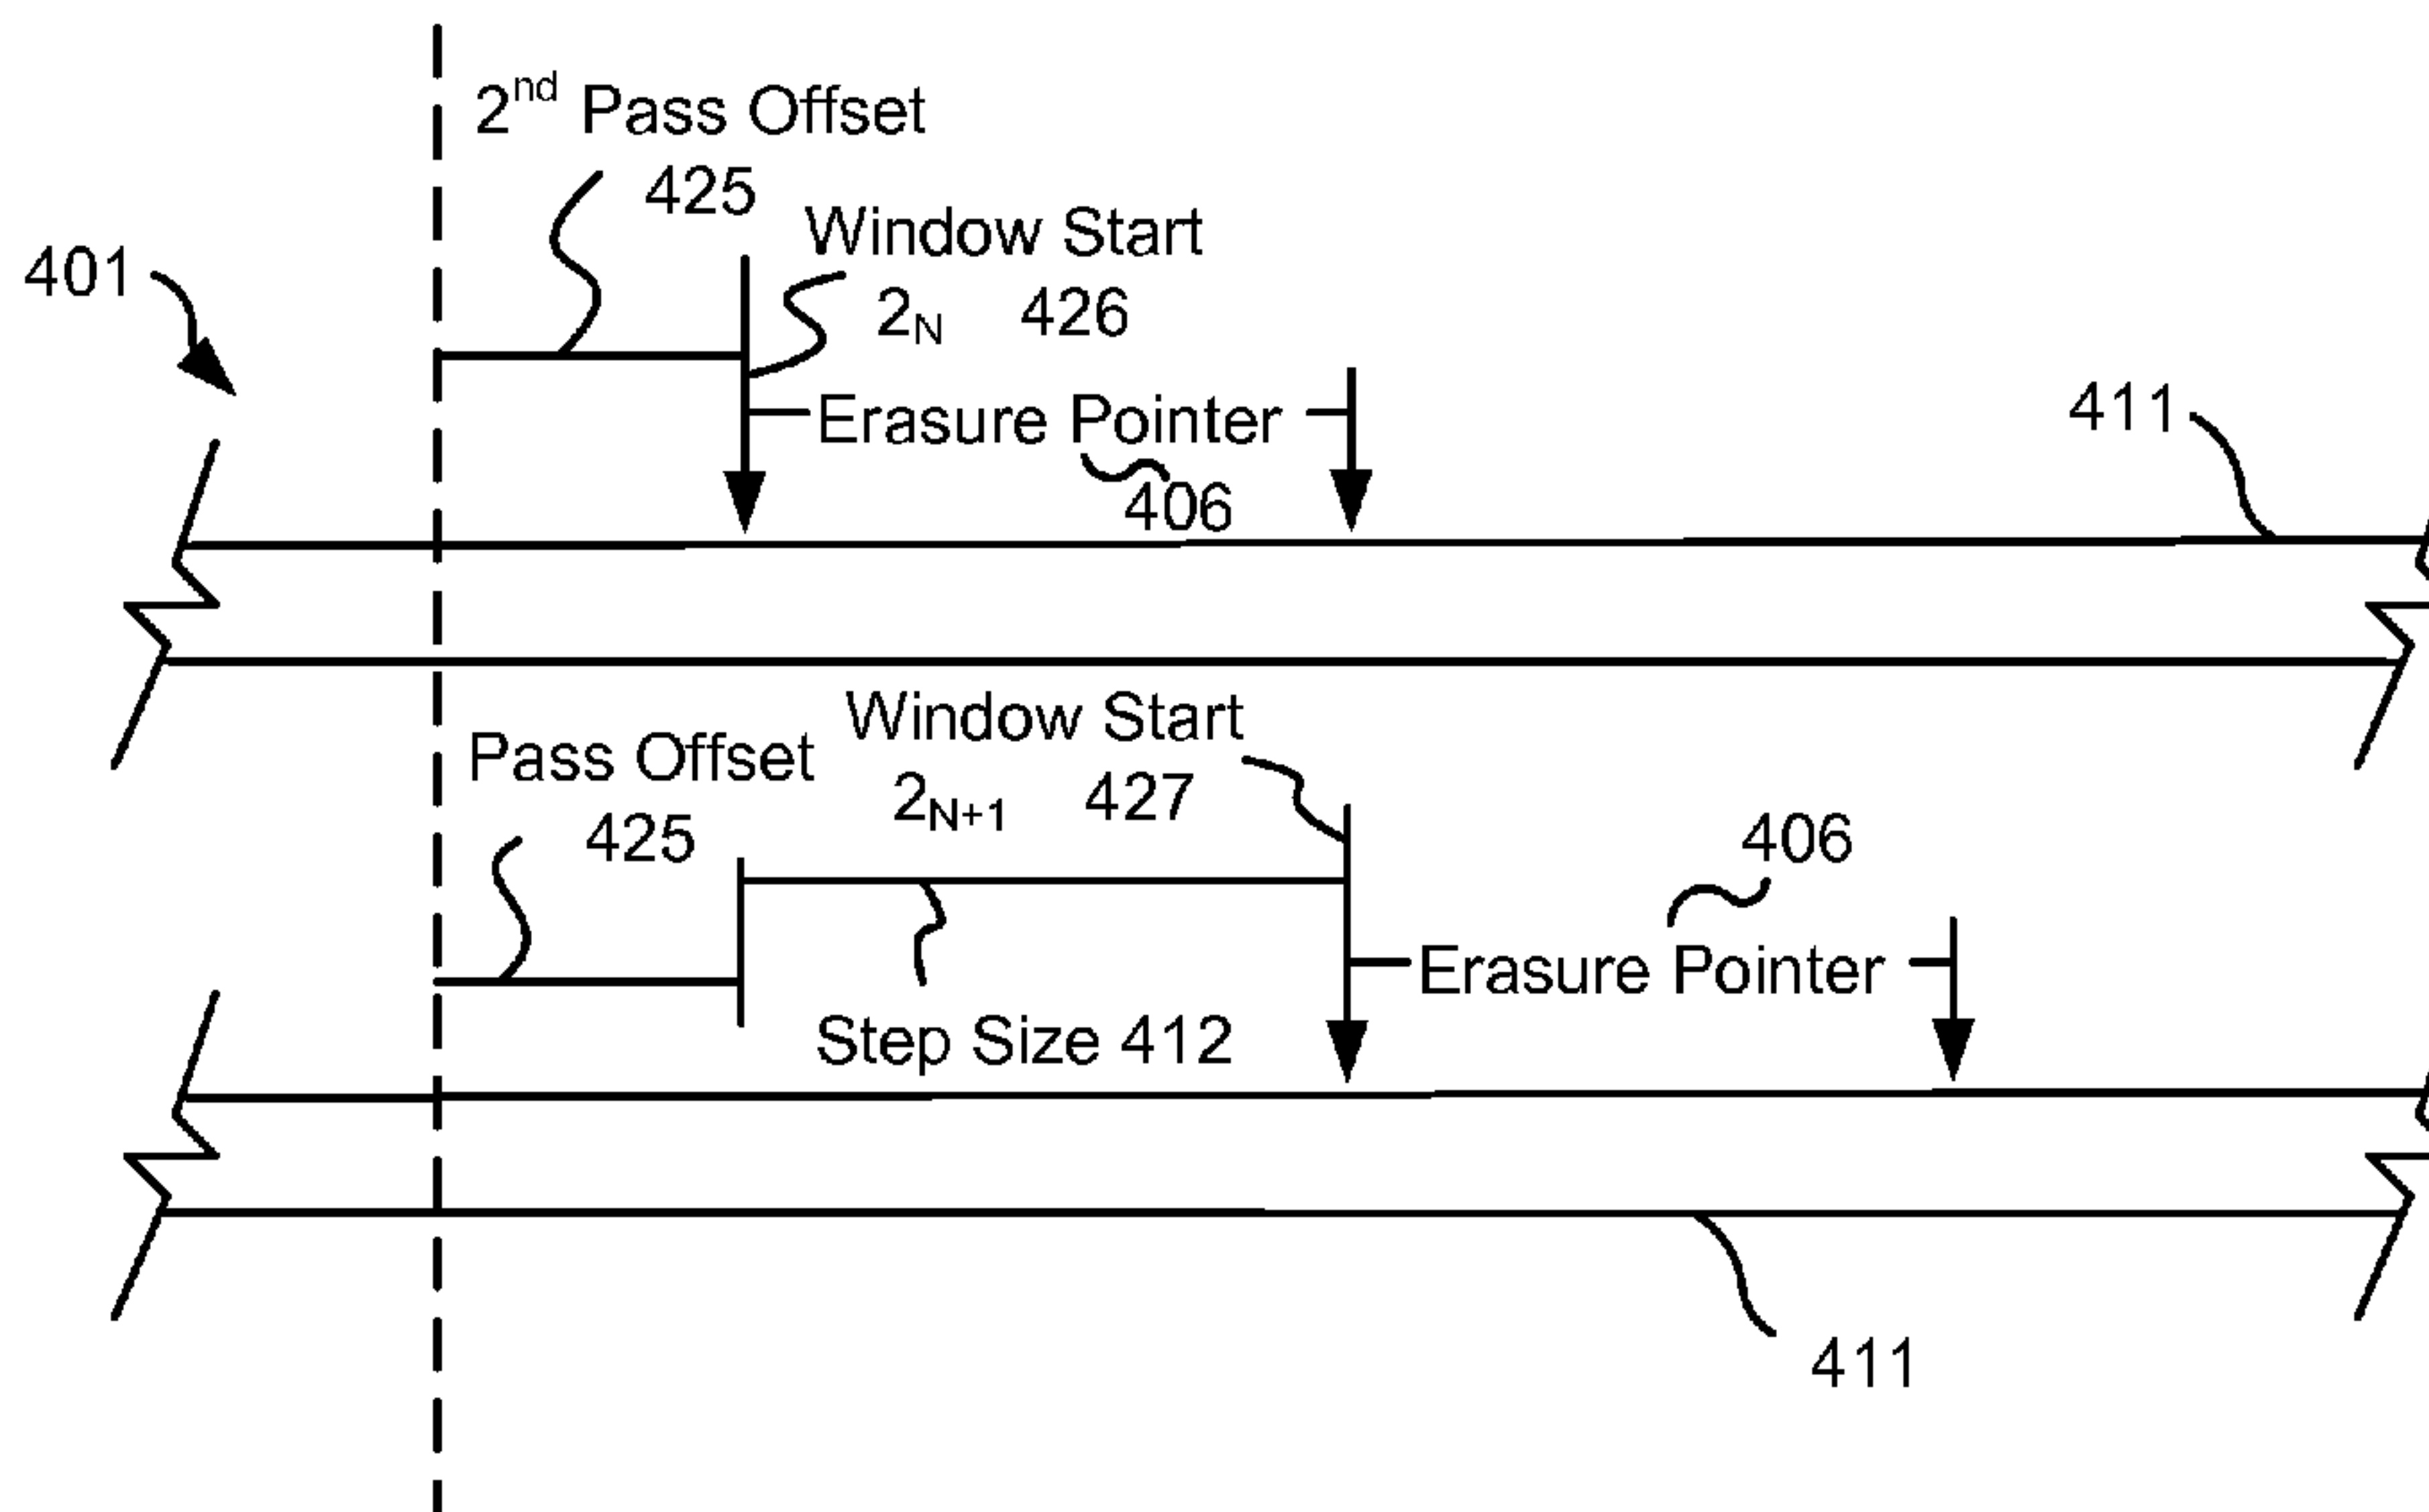 2nd Pass Offset
425
401
Window Start
2N 426
Erasure Pointer
406
411
Window Start
2N+1 427
Pass Offset
425
406
Erasure Pointer
Step Size 412
411